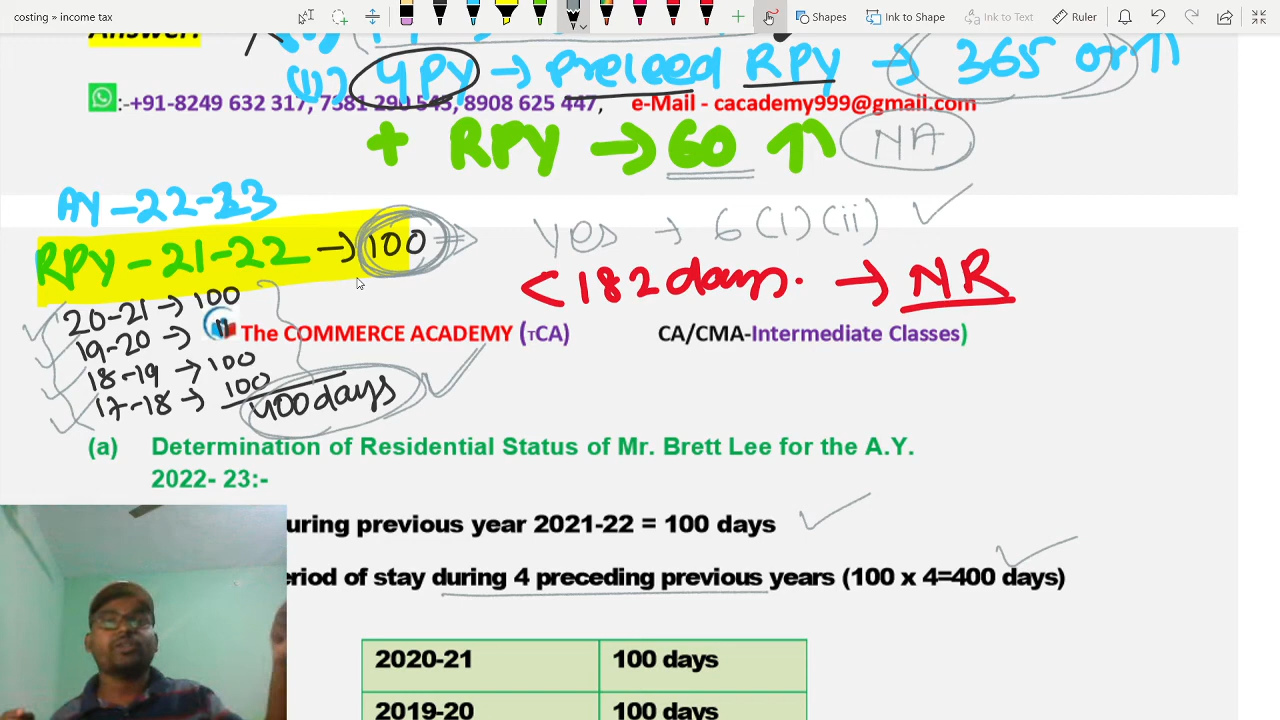 costing » income tax
Shapes Ink to Shape Ink to Text Ruler
Answer:
(ii) 4PY → preceed RPY → 365 or ↑
:-+91-8249 632 317, 7381 290 545, 8908 625 447, e-Mail - cacademy999@gmail.com
+ RPY → 60 ↑ NA
AY - 22-23
RPY - 21-22 → 100
yes → 6(1)(ii) ✓
< 182 days. → NR
20-21 → 100
19-20 → 11
18-19 → 100
17-18 → 100
400 days
The COMMERCE ACADEMY (TCA) CA/CMA-Intermediate Classes)
(a) Determination of Residential Status of Mr. Brett Lee for the A.Y.
2022- 23:-
uring previous year 2021-22 = 100 days
eriod of stay during 4 preceding previous years (100 x 4=400 days)
2020-21 100 days
2019-20 100 days